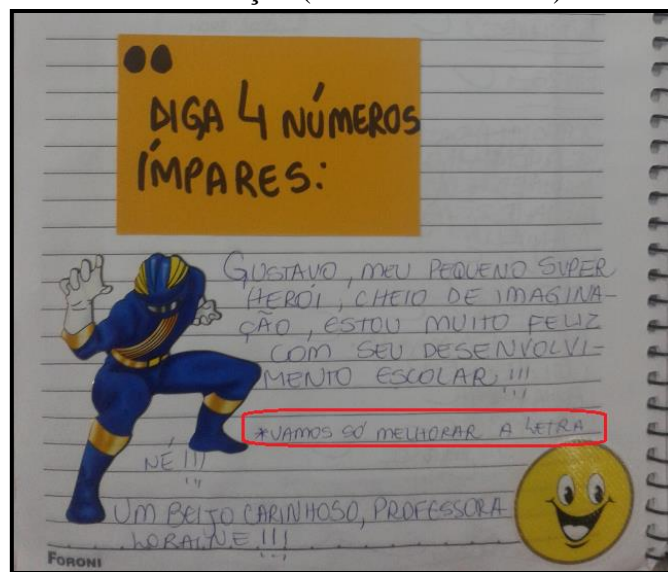 DIGA 4 NÚMEROS
ÍMPARES:
GUSTAVO, MEU PEQUENO SUPER
HERÓI, CHEIO DE IMAGINA-
ÇÃO, ESTOU MUITO FELIZ
COM SEU DESENVOLVI-
MENTO ESCOLAR!!!
*VAMOS SÓ MELHORAR A LETRA
NÉ!!!
UM BEIJO CARINHOSO, PROFESSORA
LORAINE!!!
FORONI